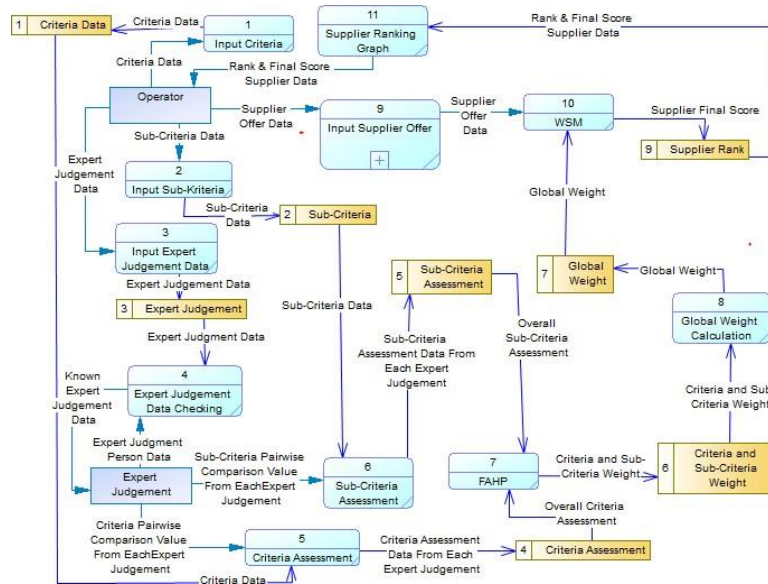 1 Criteria Data
Criteria Data
1
Input Criteria
Criteria Data
11
Supplier Ranking
Graph
Rank & Final Score
Supplier Data
Rank & Final Score
Supplier Data
Operator
Supplier
Offer Data
9
Input Supplier Offer
Supplier
Offer
Data
10
WSM
Supplier Final Score
9 Supplier Rank
Sub-Criteria Data
Expert
Judgement
Data
2
Input Sub-Kriteria
Sub-Criteria
Data
2 Sub-Criteria
Global Weight
3
Input Expert
Judgement Data
Expert Judgement Data
3 Expert Judgement
Expert Judgment Data
Sub-Criteria Data
5 Sub-Criteria
Assessment
7 Global
Weight
Global Weight
8
Global Weight
Calculation
Overall
Sub-Criteria
Assessment
Sub-Criteria
Assessment Data From
Each Expert
Judgement
4
Expert Judgement
Data Checking
Known
Expert
Judgement
Data
Expert Judgment
Person Data
Criteria and Sub-
Criteria Weight
Expert
Judgement
Sub-Criteria Pairwise
Comparison Value
From EachExpert
Judgement
6
Sub-Criteria
Assessment
7
FAHP
Criteria and Sub-
Criteria Weight
6 Criteria and
Sub-Criteria
Weight
Overall Criteria
Assessment
Criteria Pairwise
Comparison Value
From EachExpert
Judgement
5
Criteria Assessment
Criteria Assessment
Data From Each
Expert Judgement
4 Criteria Assessment
Criteria Data